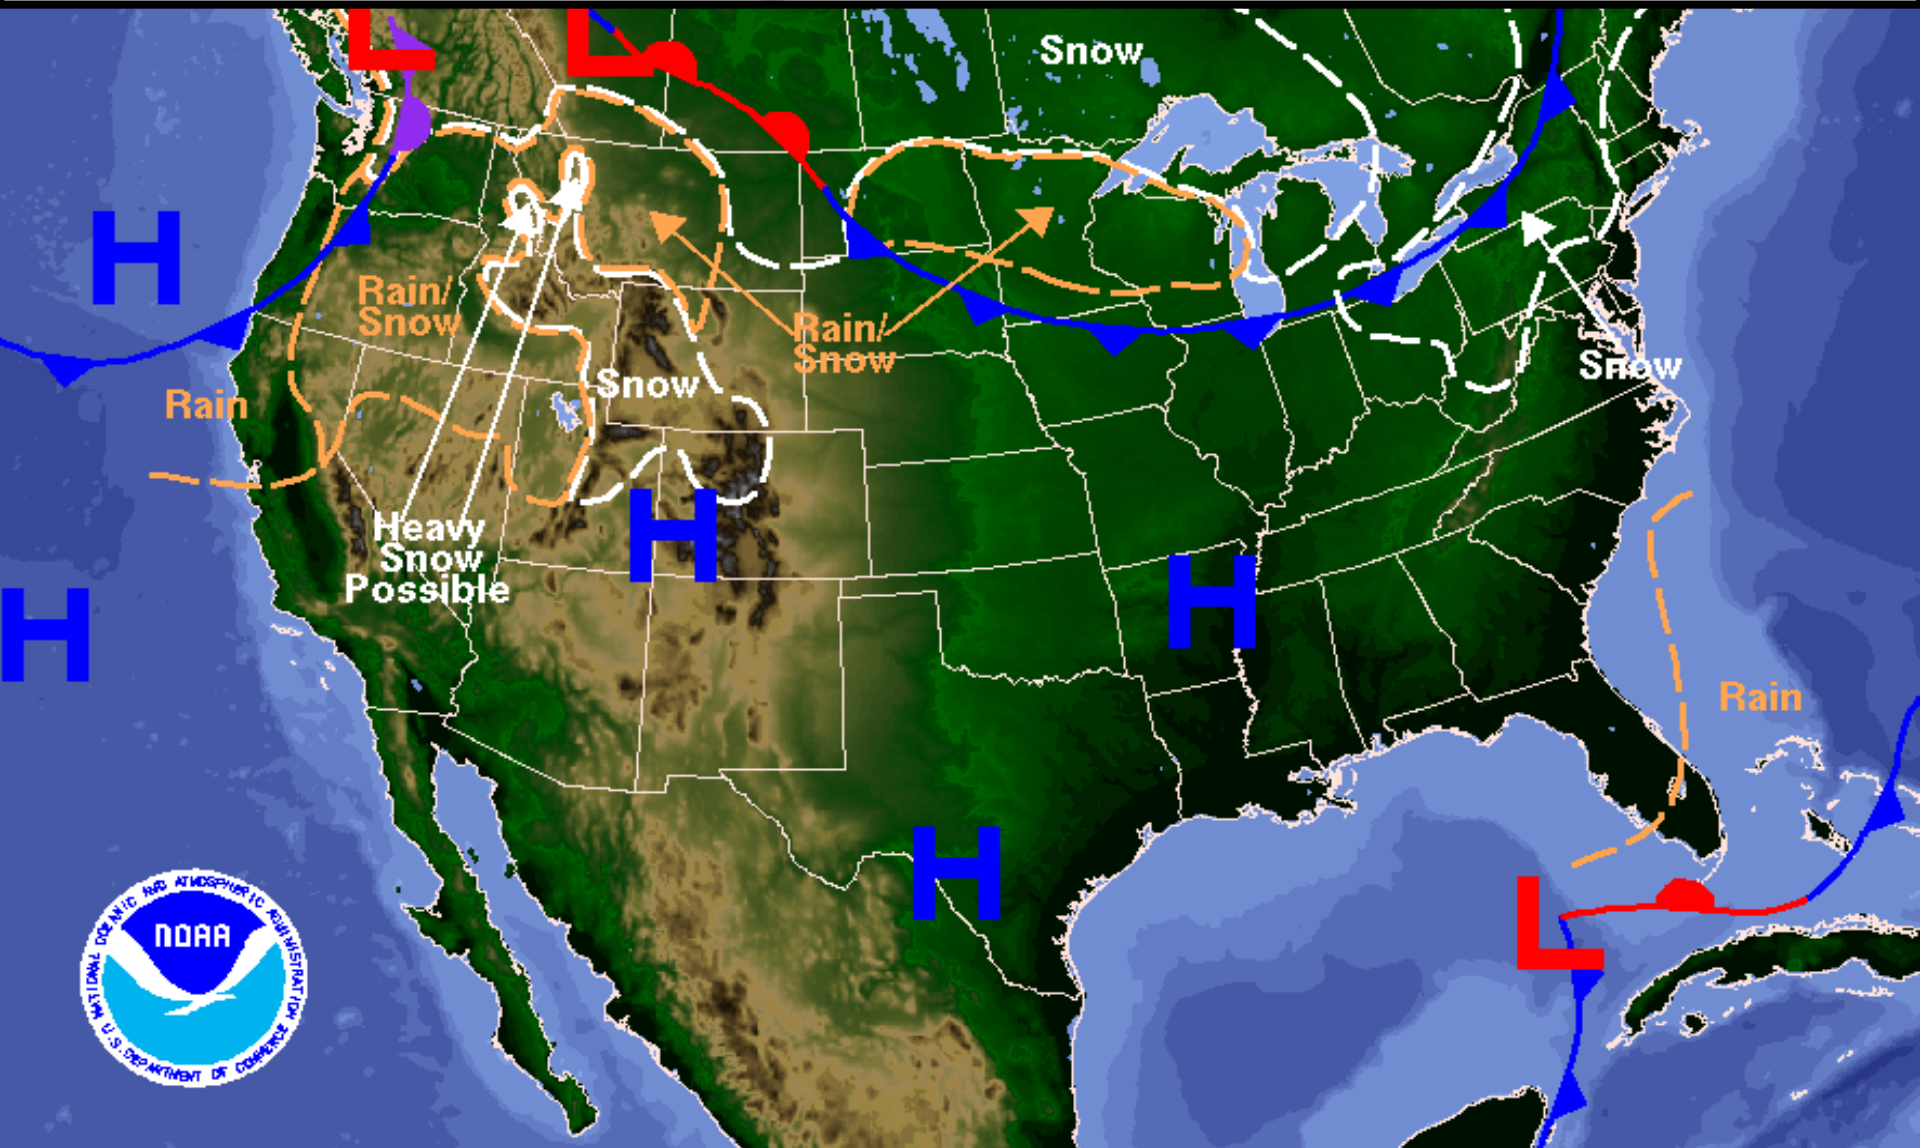 L
L
Snow
H
Rain/
Snow
Rain/
Snow
Snow
Snow
Rain
H
Heavy
Snow
Possible
H
H
Rain
H
L
NOAA
NATIONAL OCEANIC AND ATMOSPHERIC ADMINISTRATION
U.S. DEPARTMENT OF COMMERCE